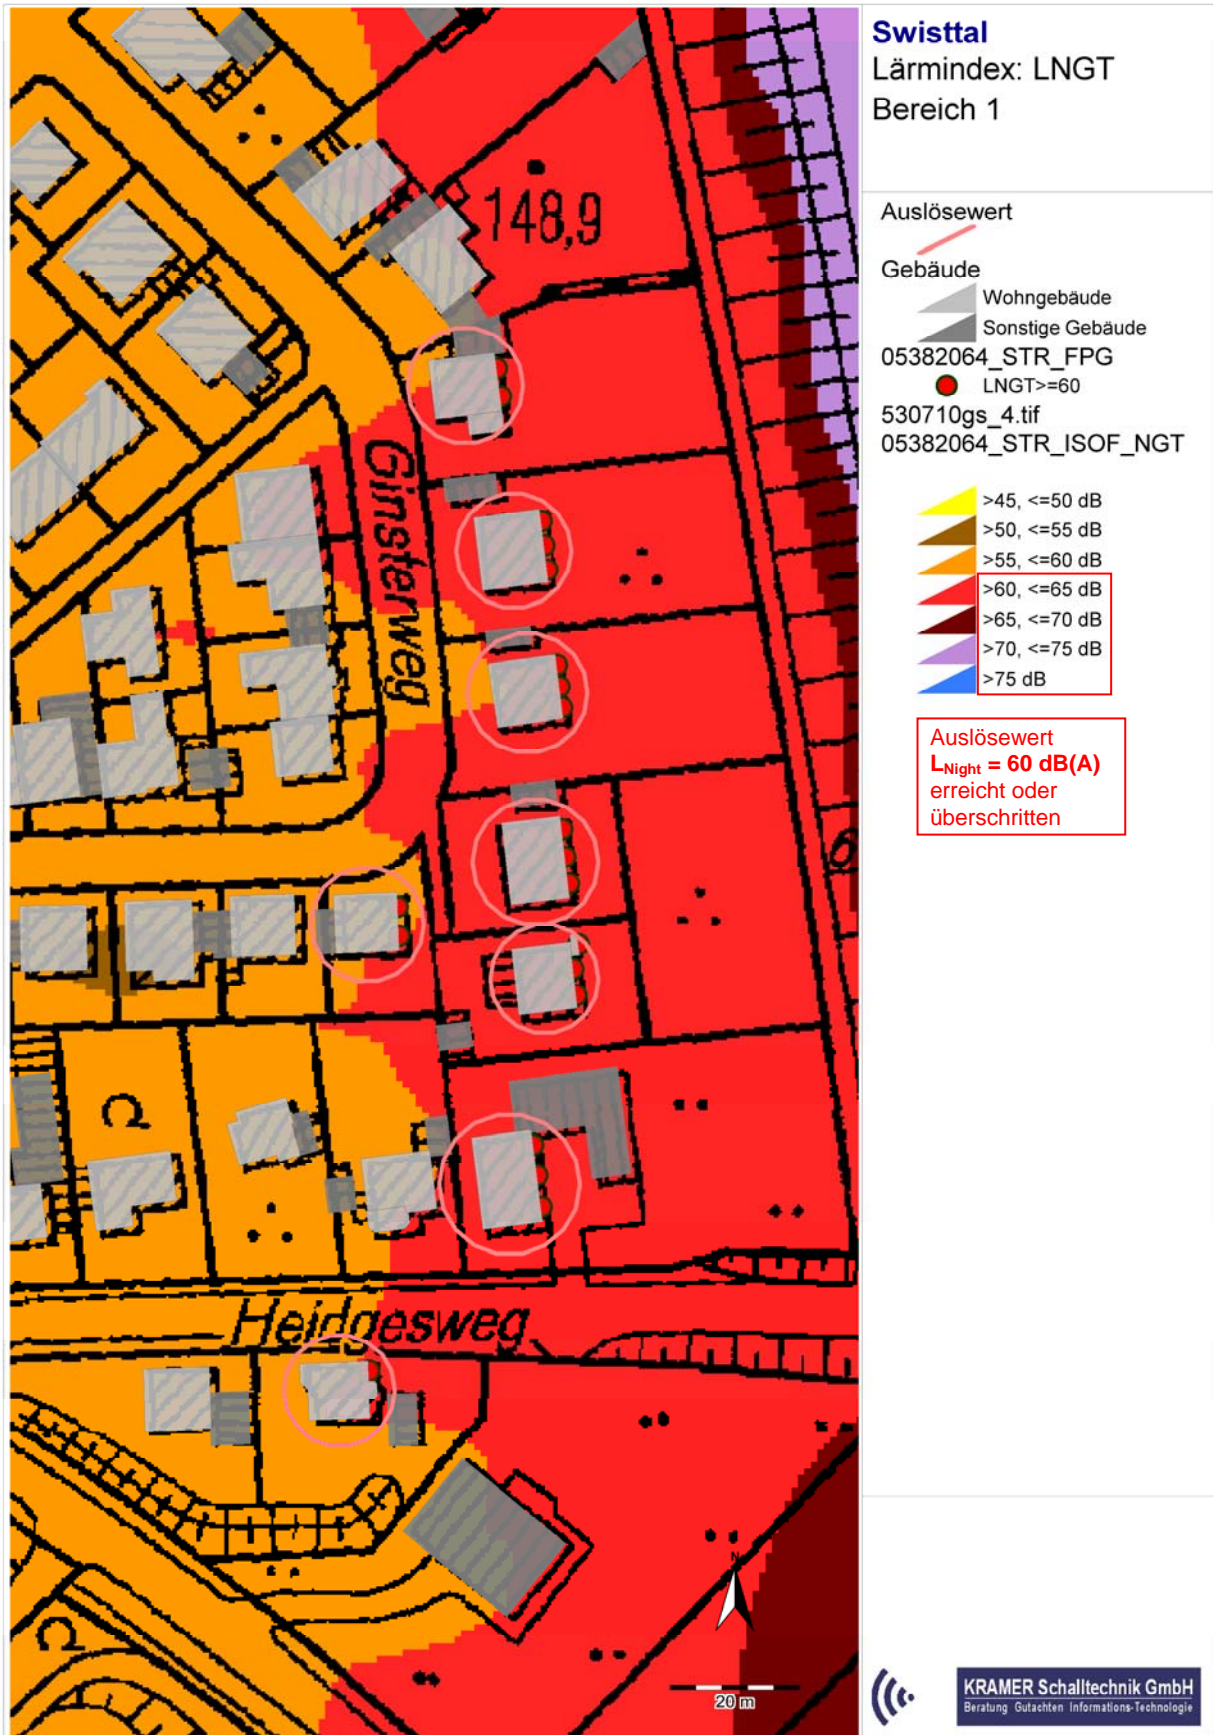 Swisttal
Lärmindex: LNGT
Bereich 1
Auslösewert
Gebäude
Wohngebäude
Sonstige Gebäude
05382064_STR_FPG
LNGT>=60
530710gs_4.tif
05382064_STR_ISOF_NGT
>45, <=50 dB
>50, <=55 dB
>55, <=60 dB
>60, <=65 dB
>65, <=70 dB
>70, <=75 dB
>75 dB
Auslösewert
LNight = 60 dB(A)
erreicht oder
überschritten
148,9
Ginsterweg
Heidgesweg
N
20 m
KRAMER Schalltechnik GmbH
Beratung Gutachten Informations-Technologie